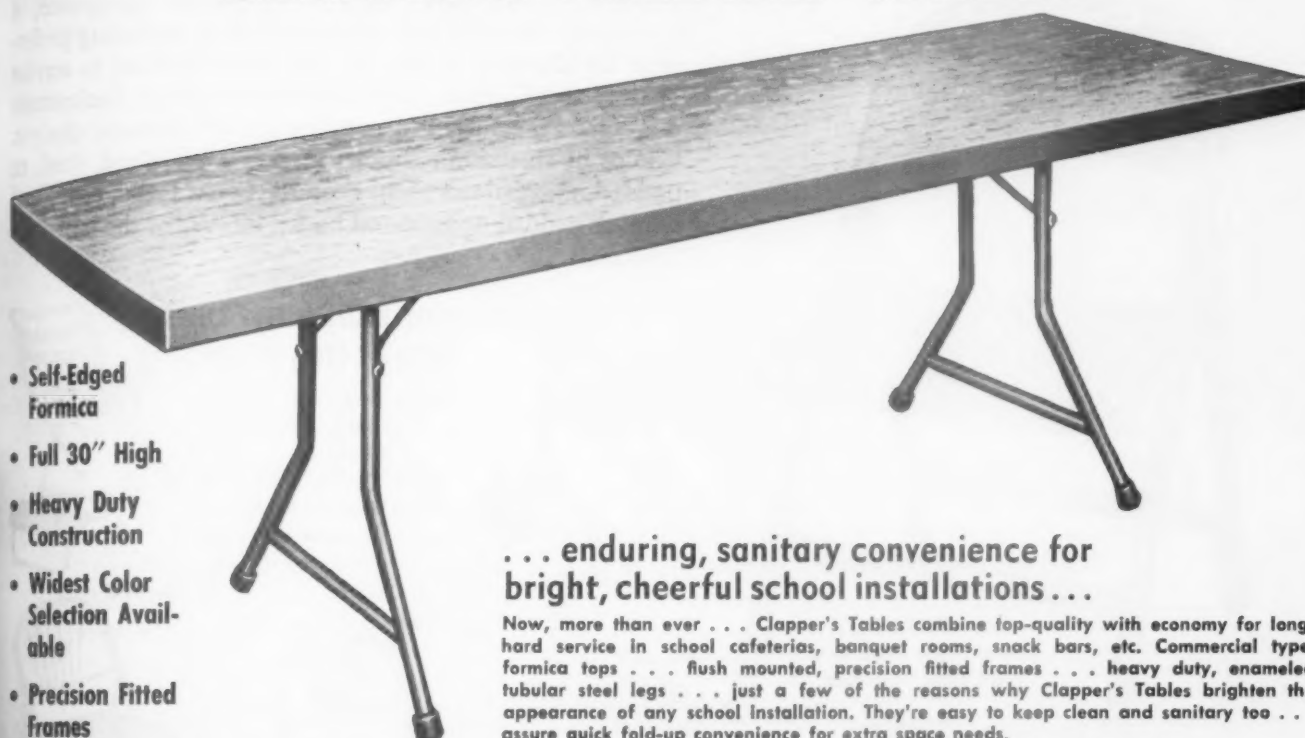 • Self-Edged
Formica
• Full 30" High
• Heavy Duty
Construction
• Widest Color
Selection Avail-
able
• Precision Fitted
Frames
. . . enduring, sanitary convenience for
bright, cheerful school installations . . .
Now, more than ever . . . Clapper's Tables combine top-quality with economy for long
hard service in school cafeterias, banquet rooms, snack bars, etc. Commercial type
formica tops . . . flush mounted, precision fitted frames . . . heavy duty, enamele
tubular steel legs . . . just a few of the reasons why Clapper's Tables brighten th
appearance of any school installation. They're easy to keep clean and sanitary too . .
assure quick fold-up convenience for extra space needs.